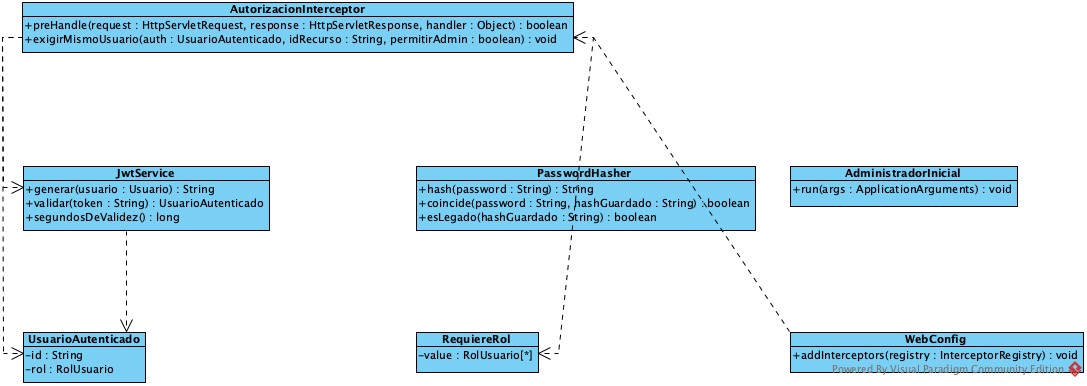 AutorizacionInterceptor
+preHandle(request : HttpServletRequest, response : HttpServletResponse, handler : Object) : boolean
+exigirMismoUsuario(auth : UsuarioAutenticado, idRecurso : String, permitirAdmin : boolean) : void
JwtService
+generar(usuario : Usuario) : String
+validar(token : String) : UsuarioAutenticado
+segundosDeValidez() : long
PasswordHasher
+hash(password : String) : String
+coincide(password : String, hashGuardado : String) : boolean
+esLegado(hashGuardado : String) : boolean
AdministradorInicial
+run(args : ApplicationArguments) : void
UsuarioAutenticado
-id : String
-rol : RolUsuario
RequiereRol
-value : RolUsuario[*]
WebConfig
+addInterceptors(registry : InterceptorRegistry) : void
Powered By Visual Paradigm Community Edition